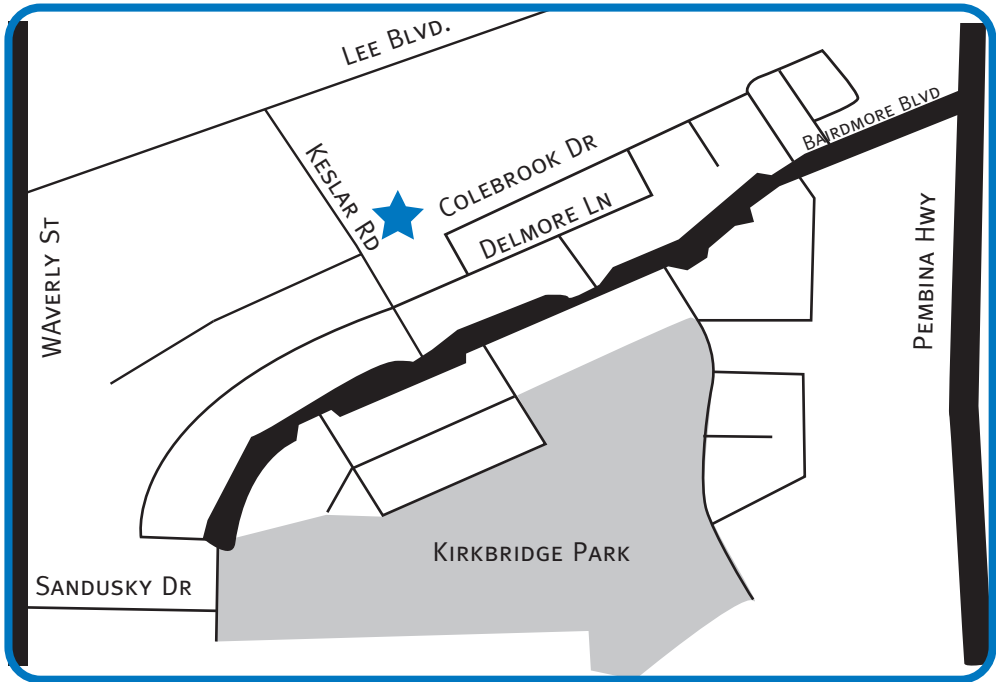 LEE BLVD.
KESLAR RD
COLEBROOK DR
BAIRDMORE BLVD
DELMORE LN
WAVERLY ST
PEMBINA HWY
KIRKBRIDGE PARK
SANDUSKY DR